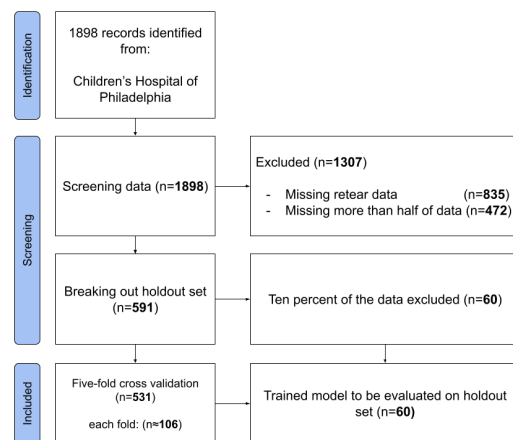 Identification
1898 records identified
from:
Children's Hospital of
Philadelphia
Screening
Screening data (n=1898)
Excluded (n=1307)
- Missing retear data (n=835)
- Missing more than half of data (n=472)
Breaking out holdout set
(n=591)
Ten percent of the data excluded (n=60)
Included
Five-fold cross validation
(n=531)
each fold: (n≈106)
Trained model to be evaluated on holdout
set (n=60)